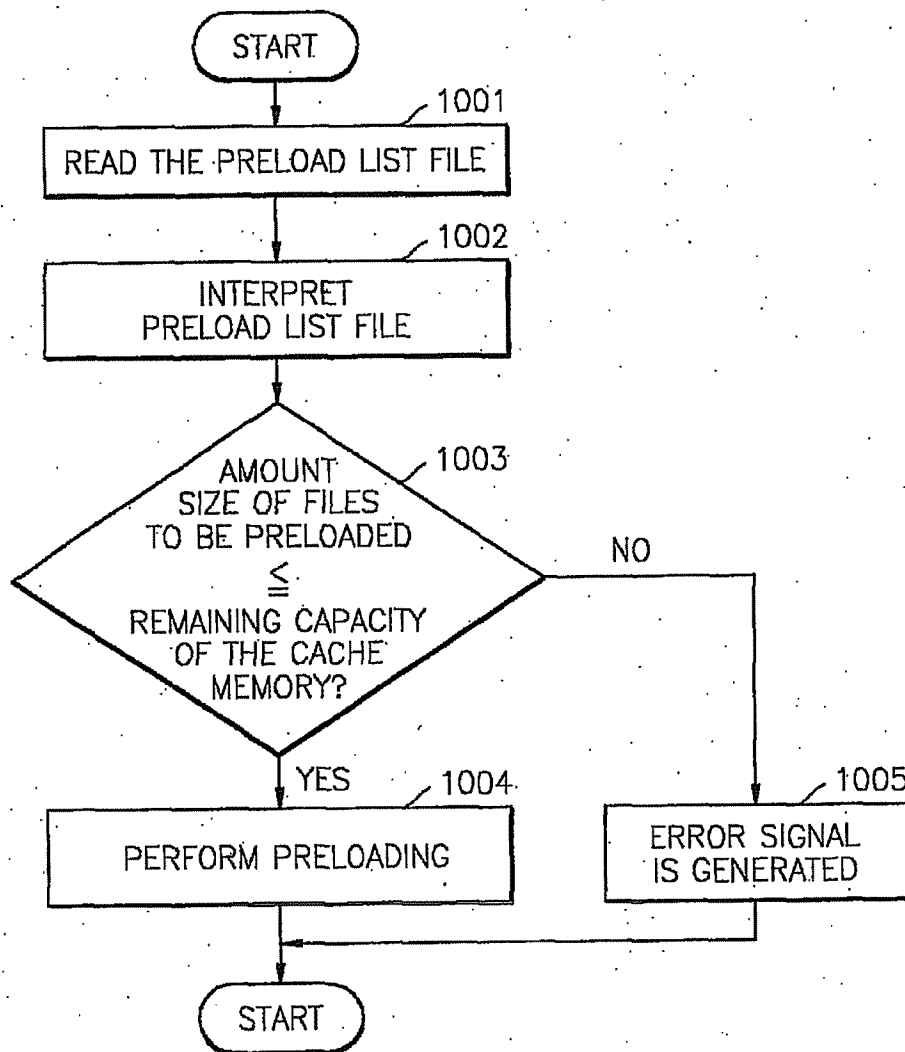 START
1001
READ THE PRELOAD LIST FILE
1002
INTERPRET
PRELOAD LIST FILE
1003
AMOUNT
SIZE OF FILES
TO BE PRELOADED
≦
REMAINING CAPACITY
OF THE CACHE
MEMORY?
NO
YES
1004
PERFORM PRELOADING
1005
ERROR SIGNAL
IS GENERATED
START